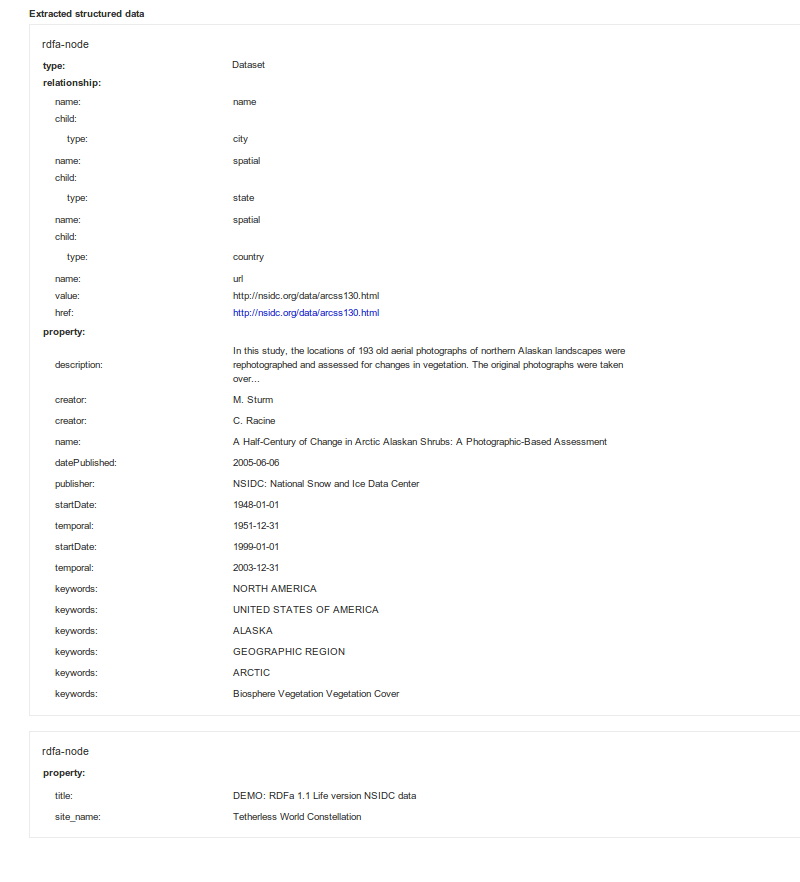 Extracted structured data
rdfa-node
type: Dataset
relationship:
name: name
child:
type: city
name: spatial
child:
type: state
name: spatial
child:
type: country
name: url
value: http://nsidc.org/data/arcss130.html
href: http://nsidc.org/data/arcss130.html
property:
In this study, the locations of 193 old aerial photographs of northern Alaskan landscapes were
description: rephotographed and assessed for changes in vegetation. The original photographs were taken
over...
creator: M. Sturm
creator: C. Racine
name: A Half-Century of Change in Arctic Alaskan Shrubs: A Photographic-Based Assessment
datePublished: 2005-06-06
publisher: NSIDC: National Snow and Ice Data Center
startDate: 1948-01-01
temporal: 1951-12-31
startDate: 1999-01-01
temporal: 2003-12-31
keywords: NORTH AMERICA
keywords: UNITED STATES OF AMERICA
keywords: ALASKA
keywords: GEOGRAPHIC REGION
keywords: ARCTIC
keywords: Biosphere Vegetation Vegetation Cover
rdfa-node
property:
title: DEMO: RDFa 1.1 Life version NSIDC data
site_name: Tetherless World Constellation